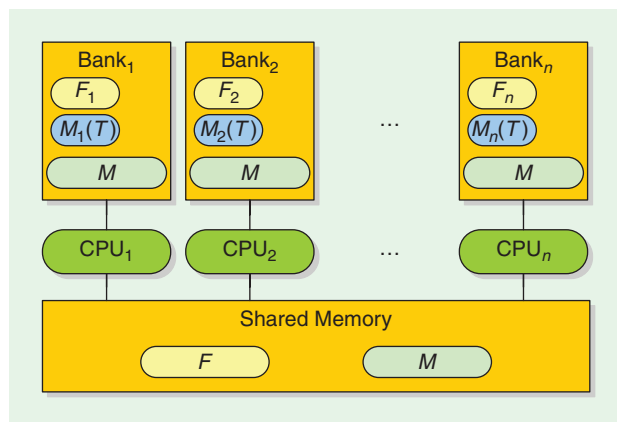 Bank₁ Bank₂ Bankₙ
F₁ F₂ Fₙ
M₁(T) M₂(T) ... Mₙ(T)
M M M
CPU₁ CPU₂ ... CPUₙ
Shared Memory
F M